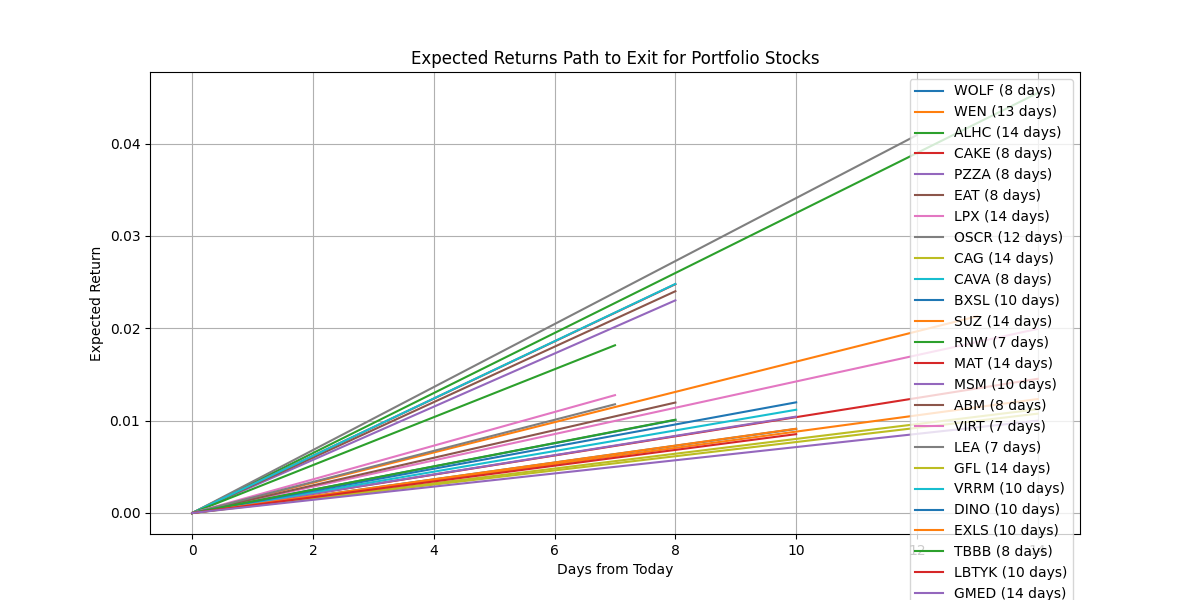 Expected Returns Path to Exit for Portfolio Stocks
Expected Return
0.04
0.03
0.02
0.01
0.00
0 2 4 6 8 10 12
Days from Today
WOLF (8 days)
WEN (13 days)
ALHC (14 days)
CAKE (8 days)
PZZA (8 days)
EAT (8 days)
LPX (14 days)
OSCR (12 days)
CAG (14 days)
CAVA (8 days)
BXSL (10 days)
SUZ (14 days)
RNW (7 days)
MAT (14 days)
MSM (10 days)
ABM (8 days)
VIRT (7 days)
LEA (7 days)
GFL (14 days)
VRRM (10 days)
DINO (10 days)
EXLS (10 days)
TBBB (8 days)
LBTYK (10 days)
GMED (14 days)